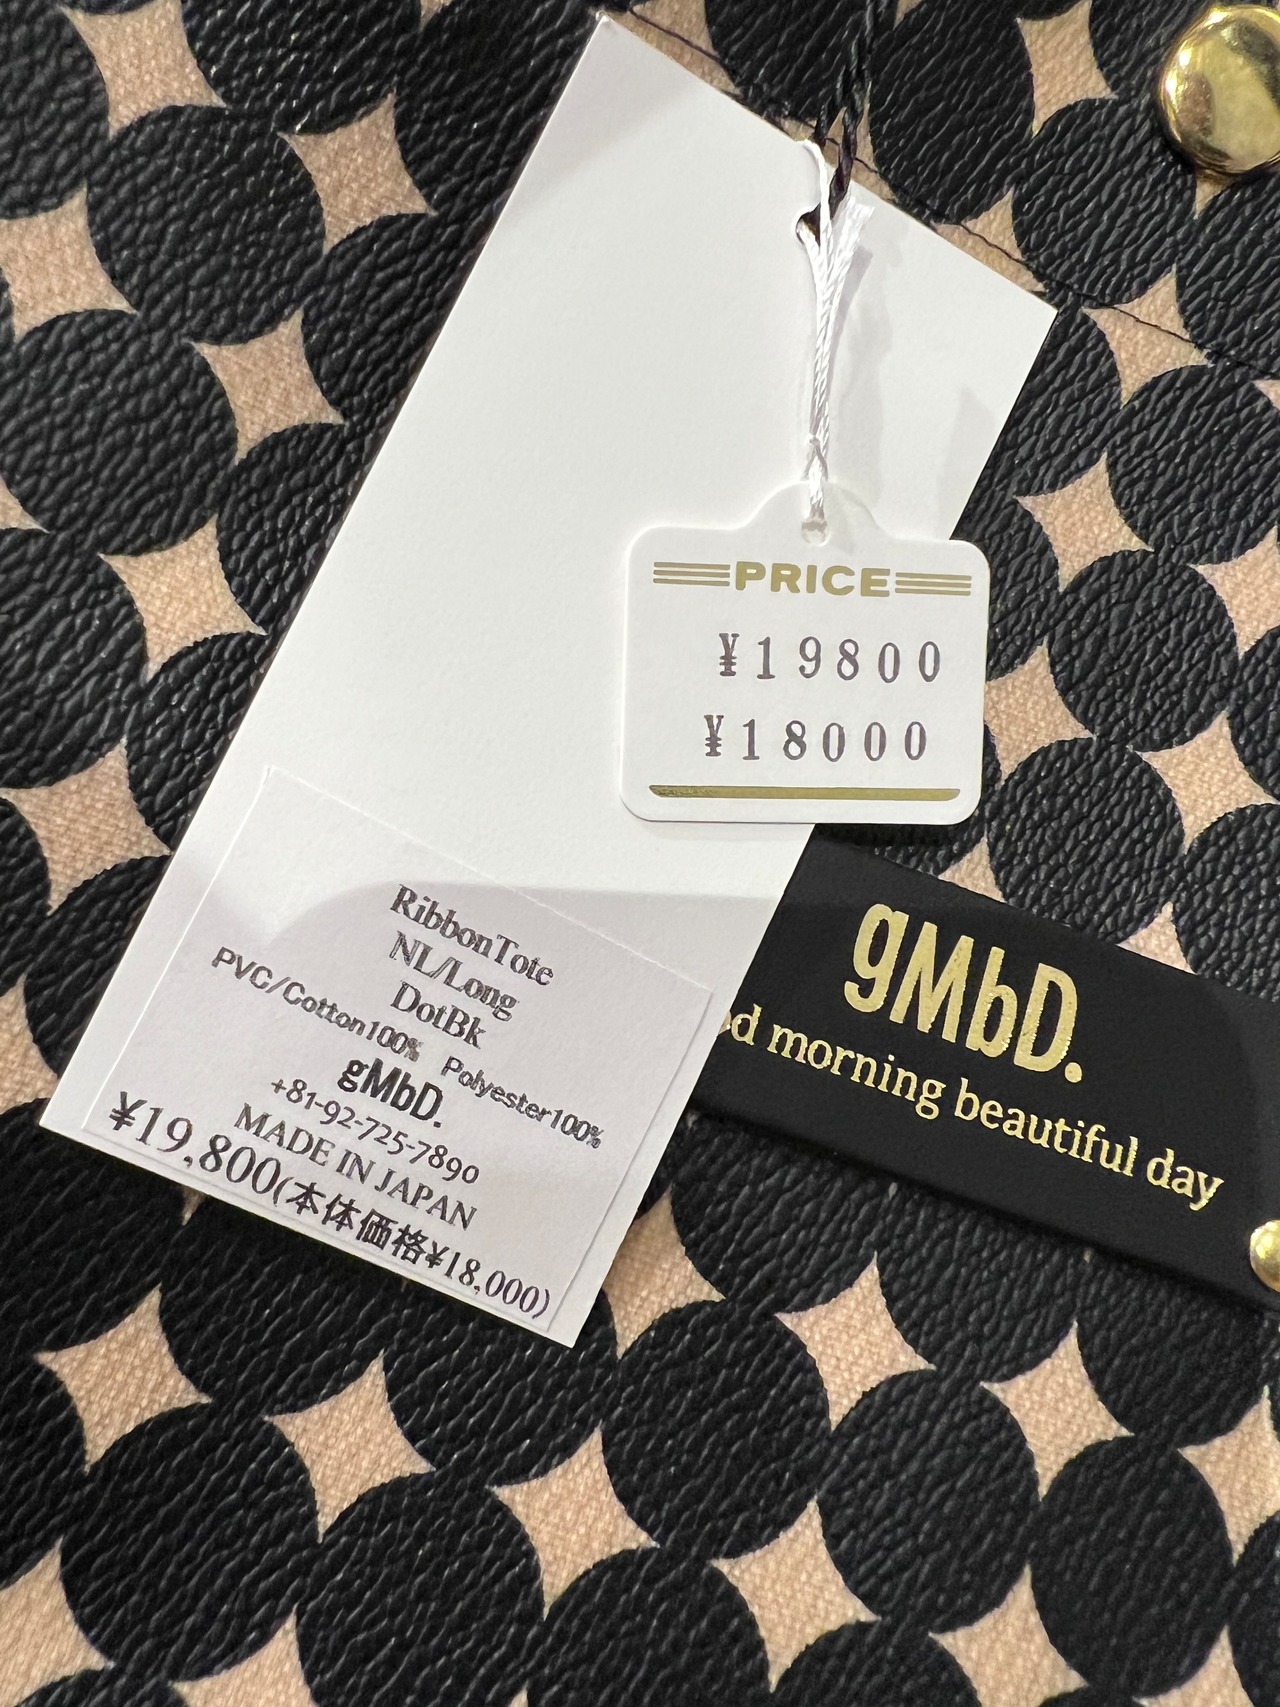 PRICE
¥19800
¥18000
RibbonTote
NL/Long
DotBk
PVC/Cotton100% Polyester100%
gMbD.
+81-92-725-7890
MADE IN JAPAN
¥19,800(本体価格¥18,000)
gMbD.
od morning beautiful day